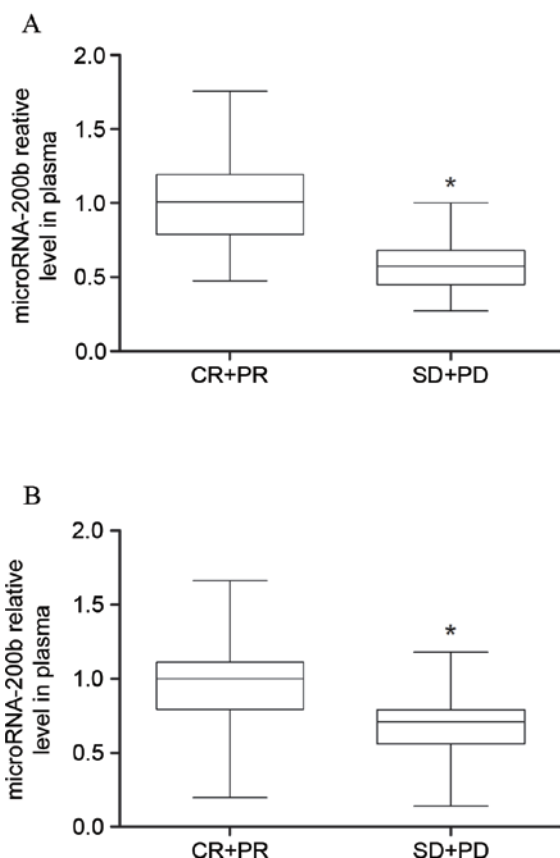 A
microRNA-200b reative
level in plasma
2.0
1.5
1.0
0.5
0.0
*
CR+PR
SD+PD
B
microRNA-200b relative
level in plasma
2.0
1.5
1.0
0.5
0.0
*
CR+PR
SD+PD